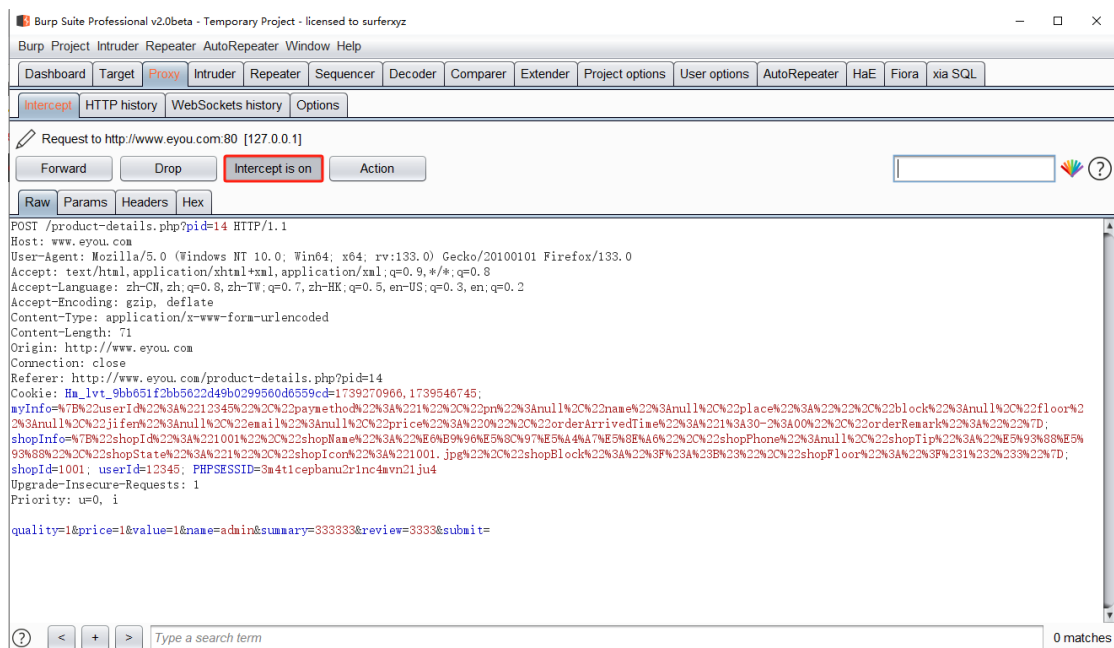 Burp Suite Professional v2.0beta - Temporary Project - licensed to surferxyz
Burp Project Intruder Repeater AutoRepeater Window Help
Dashboard Target Proxy Intruder Repeater Sequencer Decoder Comparer Extender Project options User options AutoRepeater HaE Fiora xia SQL
Intercept HTTP history WebSockets history Options
Request to http://www.eyou.com:80 [127.0.0.1]
Forward Drop Intercept is on Action
Raw Params Headers Hex
POST /product-details.php?pid=14 HTTP/1.1
Host: www.eyou.com
User-Agent: Mozilla/5.0 (Windows NT 10.0; Win64; x64; rv:133.0) Gecko/20100101 Firefox/133.0
Accept: text/html,application/xhtml+xml,application/xml;q=0.9,*/*;q=0.8
Accept-Language: zh-CN,zh;q=0.8,zh-TW;q=0.7,zh-HK;q=0.5,en-US;q=0.3,en;q=0.2
Accept-Encoding: gzip, deflate
Content-Type: application/x-www-form-urlencoded
Content-Length: 71
Origin: http://www.eyou.com
Connection: close
Referer: http://www.eyou.com/product-details.php?pid=14
Cookie: Hm_lvt_9bb651f2bb5622d49b0299560d6559cd=1739270966,1739546745;
myInfo=%7B%22userId%22%3A%2212345%22%2C%22paymethod%22%3A%221%22%2C%22pn%22%3Anull%2C%22name%22%3Anull%2C%22place%22%3A%22%22%2C%22block%22%3Anull%2C%22floor%2
2%3Anull%2C%22jifen%22%3Anull%2C%22email%22%3Anull%2C%22price%22%3A%220%22%2C%22orderArrivedTime%22%3A%221%3A30-2%3A00%22%2C%22orderRemark%22%3A%22%22%7D;
shopInfo=%7B%22shopId%22%3A%221001%22%2C%22shopName%22%3A%22%E6%B9%96%E5%8C%97%E5%A4%A7%E5%8E%A6%22%2C%22shopPhone%22%3Anull%2C%22shopTip%22%3A%22%E5%93%88%E5%
93%88%22%2C%22shopState%22%3A%221%22%2C%22shopIcon%22%3A%221001.jpg%22%2C%22shopBlock%22%3A%22%3F%23A%23B%23%22%2C%22shopFloor%22%3A%22%3F%231%232%233%22%7D;
shopId=1001; userId=12345; PHPSESSID=3m4t1cepbanu2r1nc4mvn21ju4
Upgrade-Insecure-Requests: 1
Priority: u=0, i
quality=1&price=1&value=1&name=admin&summary=333333&review=3333&submit=
? < + > Type a search term 0 matches